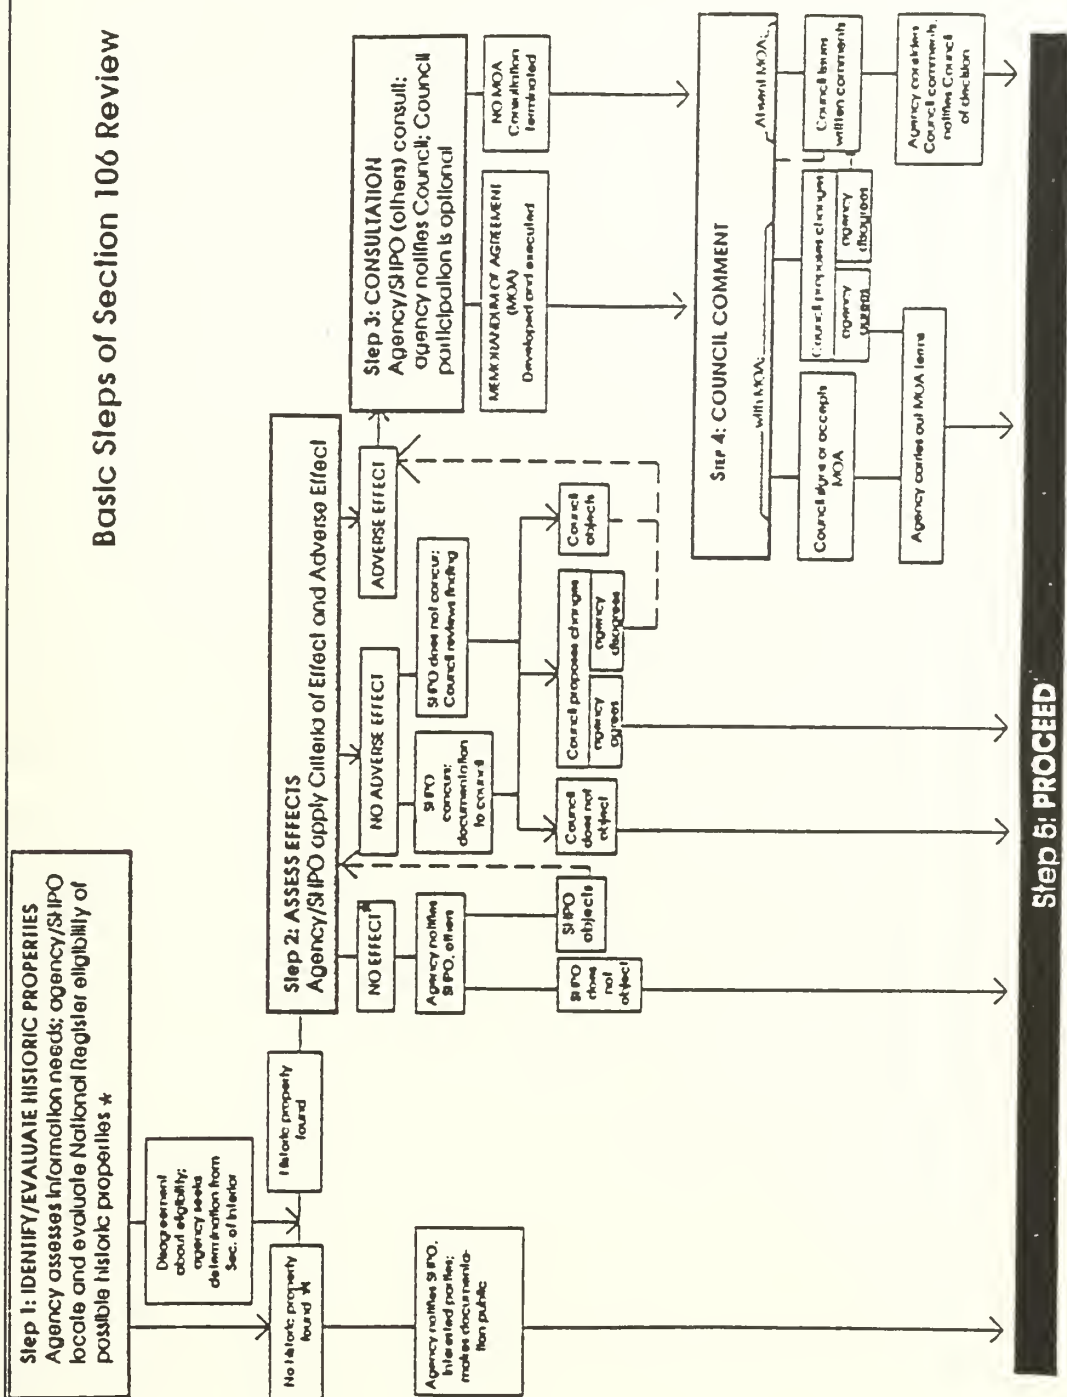 Basic Steps of Section 106 Review
Step 1: IDENTIFY/EVALUATE HISTORIC PROPERTIES
Agency assesses information needs; agency/SHPO
locate and evaluate National Register eligibility of
possible historic properties *
Disagreement
about eligibility;
agency seeks
determination from
Sec. of Interior
No Historic property
found *
Historic property
found
Agency notifies SHPO,
interested parties;
makes documenta-
tion public
Step 2: ASSESS EFFECTS
Agency/SHPO apply Criteria of Effect and Adverse Effect
NO EFFECT*
Agency notifies
SHPO, others
SHPO
does
not
object
SHPO
objects
NO ADVERSE EFFECT
SHPO
concurs;
documentation
to council
SHPO does not concur;
Council reviews finding
Council
does not
object
Council proposes changes
agency
agrees
agency
disagrees
Council
objects
ADVERSE EFFECT
Step 3: CONSULTATION
Agency/SHPO (others) consult;
agency notifies Council; Council
participation is optional
MEMORANDUM OF AGREEMENT
(MOA)
Developed and executed
NO MOA
Consultation
terminated
Step 4: COUNCIL COMMENT
with MOA:
Absent MOA:
Council signs or accepts
MOA
Council proposes changes
agency
agrees
agency
disagrees
Council issues
written comments
Agency carries out MOA terms
Agency considers
Council comments,
notifies Council
of decision
Step 5: PROCEED